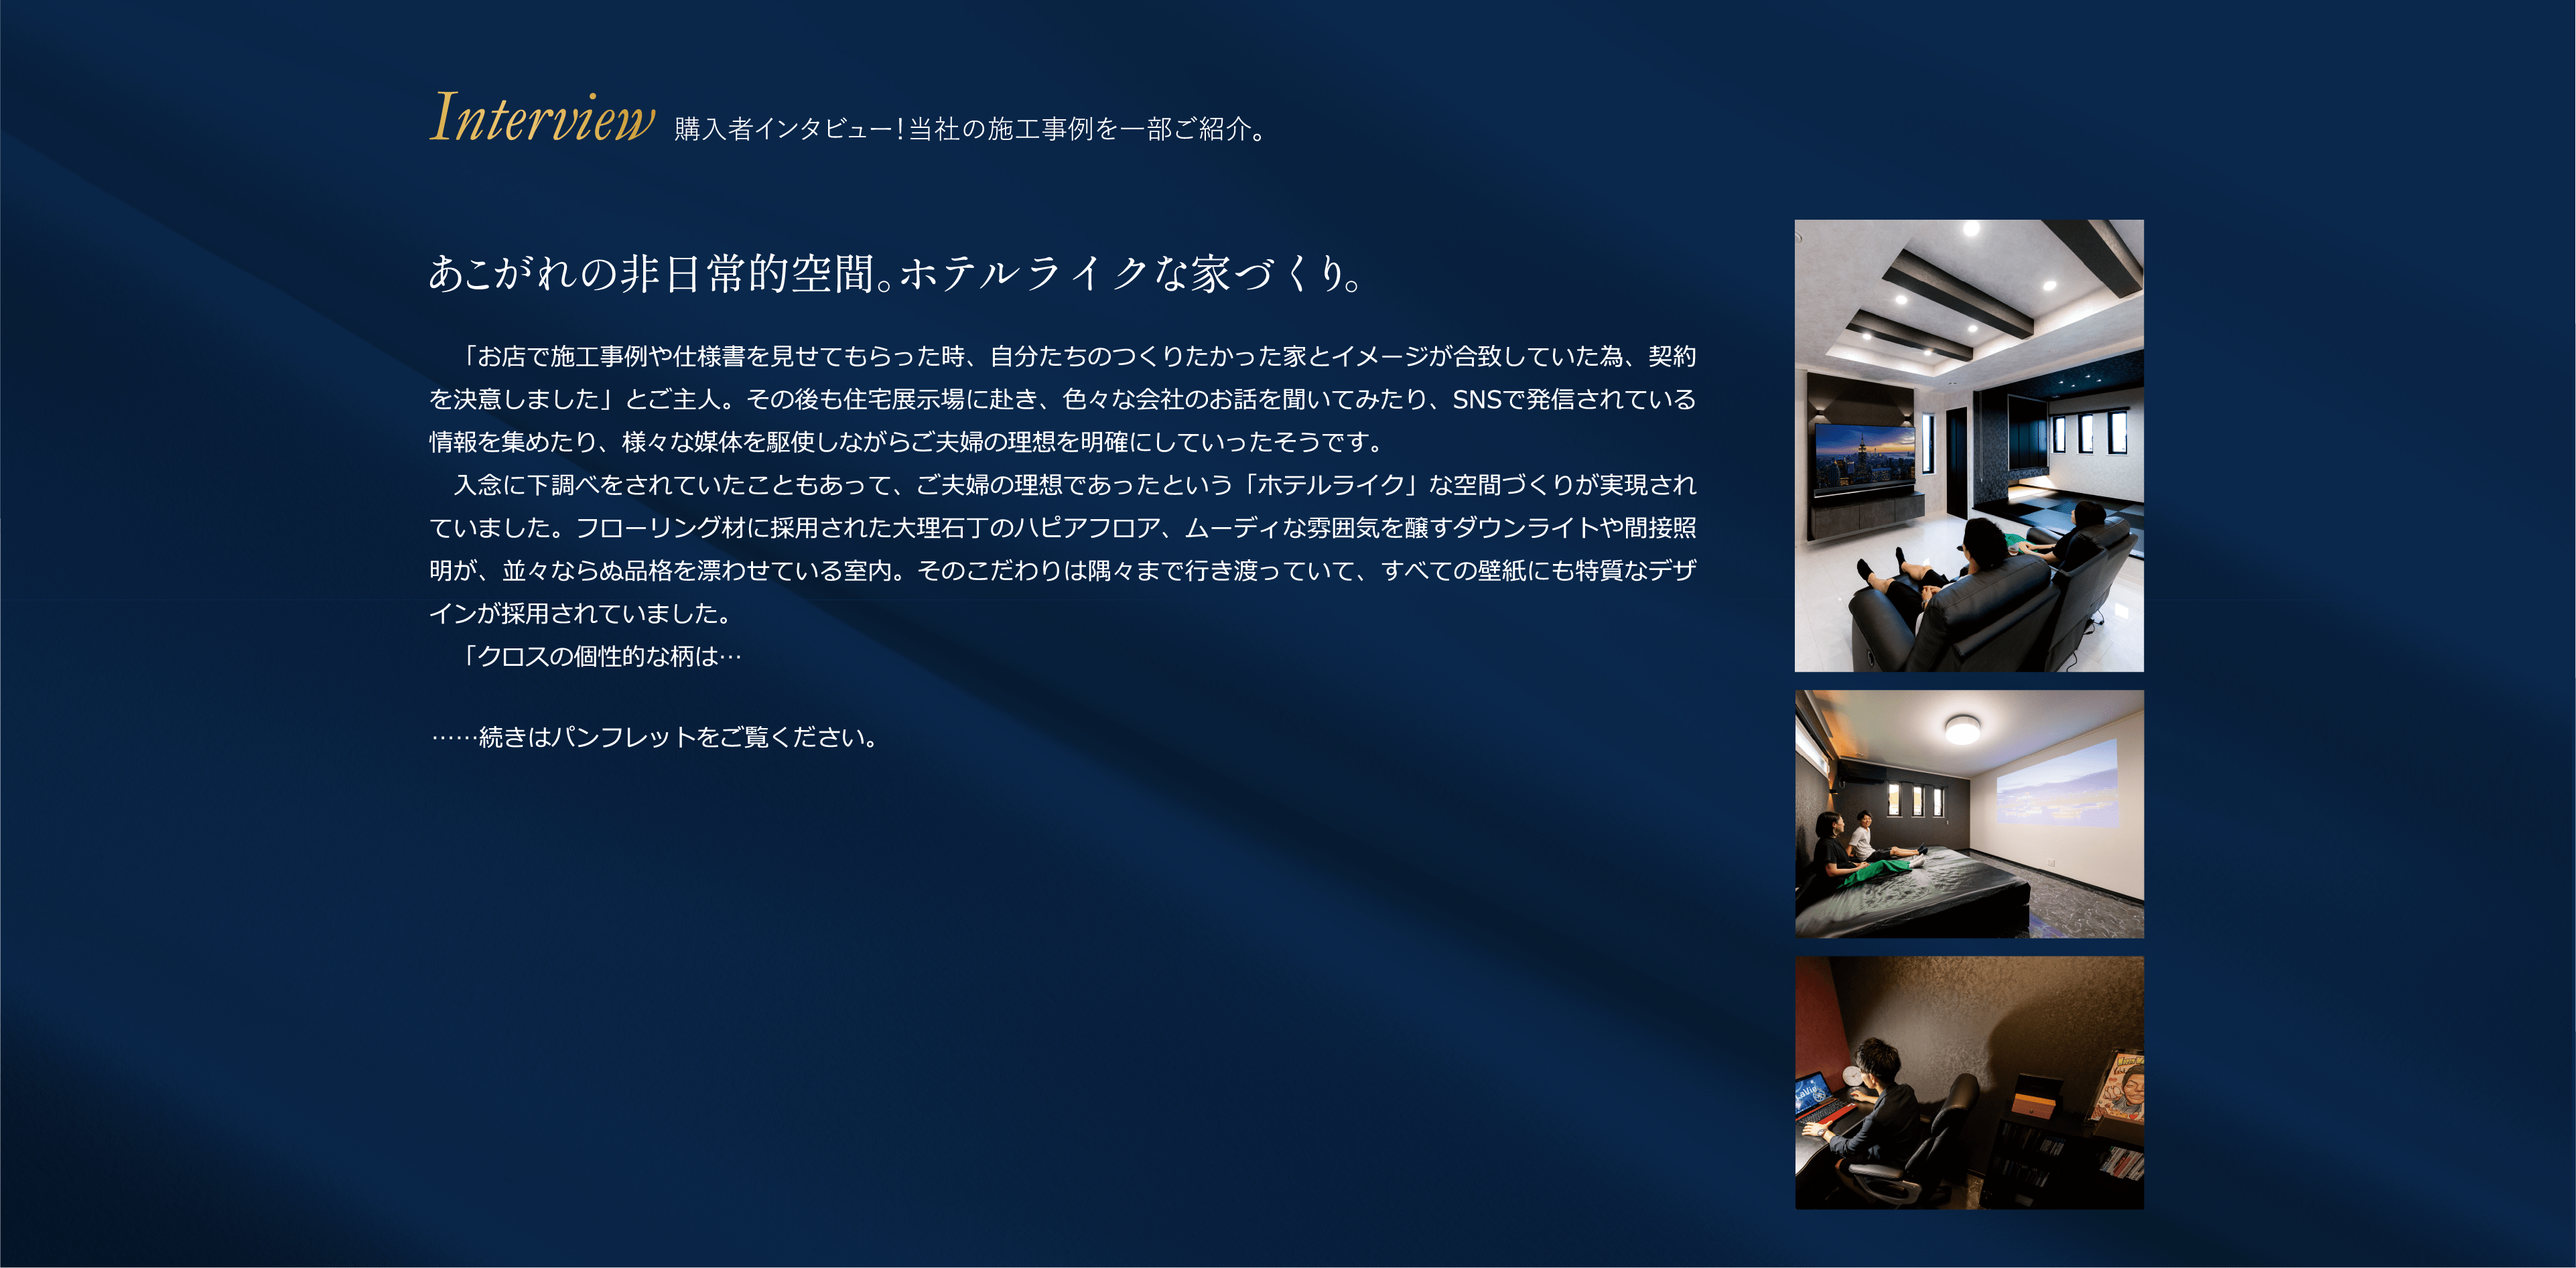 Interview 購入者インタビュー！当社の施工事例を一部ご紹介。
あこがれの非日常的空間。ホテルライクな家づくり。
「お店で施工事例や仕様書を見せてもらった時、自分たちのつくりたかった家とイメージが合致していた為、契約
を決意しました」とご主人。その後も住宅展示場に赴き、色々な会社のお話を聞いてみたり、SNSで発信されている
情報を集めたり、様々な媒体を駆使しながらご夫婦の理想を明確にしていったそうです。
入念に下調べをされていたこともあって、ご夫婦の理想であったという「ホテルライク」な空間づくりが実現され
ていました。フローリング材に採用された大理石丁のハピアフロア、ムーディな雰囲気を醸すダウンライトや間接照
明が、並々ならぬ品格を漂わせている室内。そのこだわりは隅々まで行き渡っていて、すべての壁紙にも特質なデザ
インが採用されていました。
「クロスの個性的な柄は…
……続きはパンフレットをご覧ください。